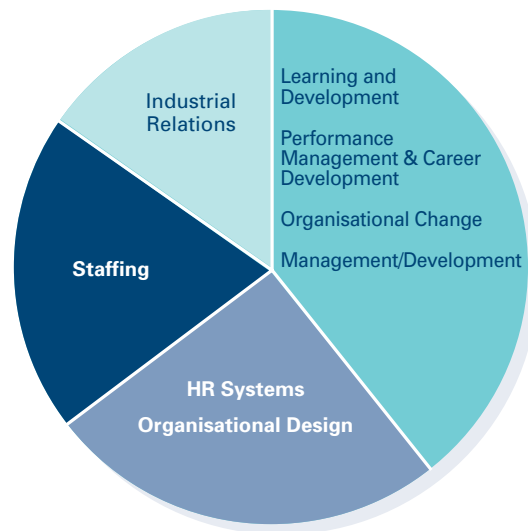 Industrial
Relations
Learning and
Development
Performance
Management & Career
Development
Organisational Change
Management/Development
Staffing
HR Systems
Organisational Design